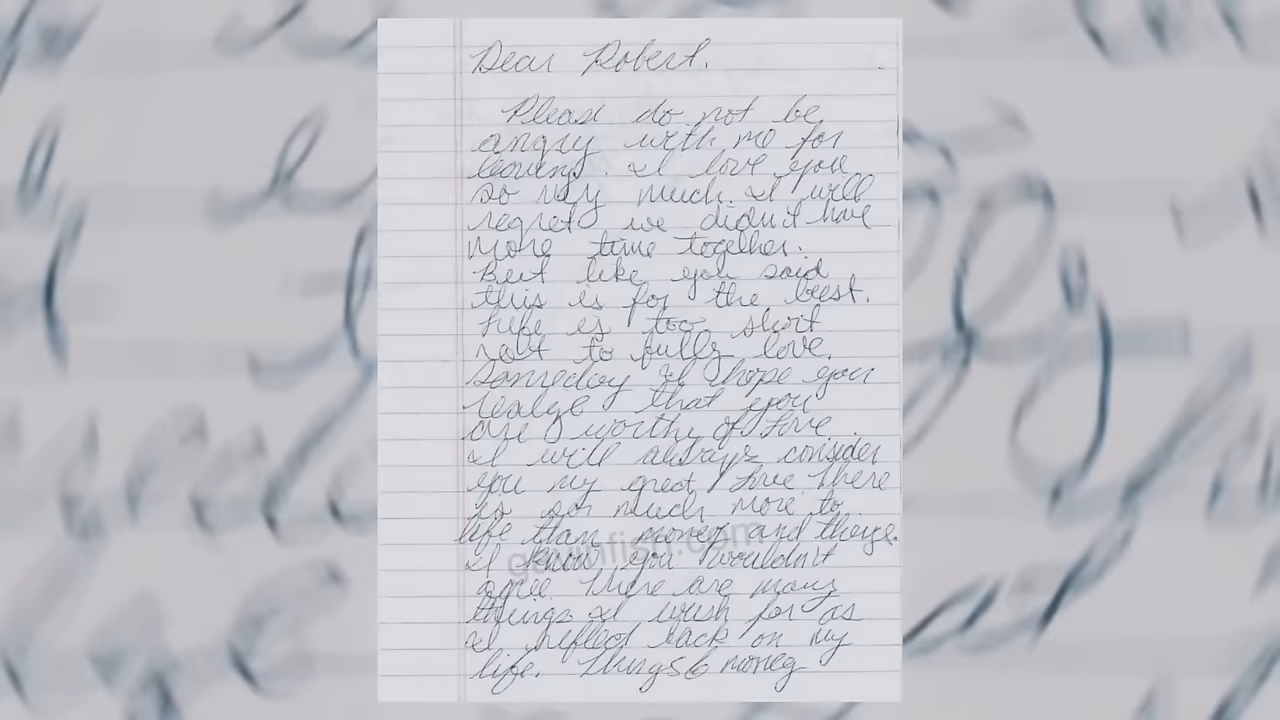 Dear Robert.
Please do not be
angry with me for
leaving. I love you
so very much. I will
regret we didn't have
more time together.
But like you said
this is for the best.
Life is too short
not to fully love.
Someday I hope you
realize that you
are worthy of Love.
I will always consider
you my great Love. There
is so much more to
life than money and things.
I know you wouldn't
agree. There are many
things I wish for as
I reflect back on my
life. Things & money